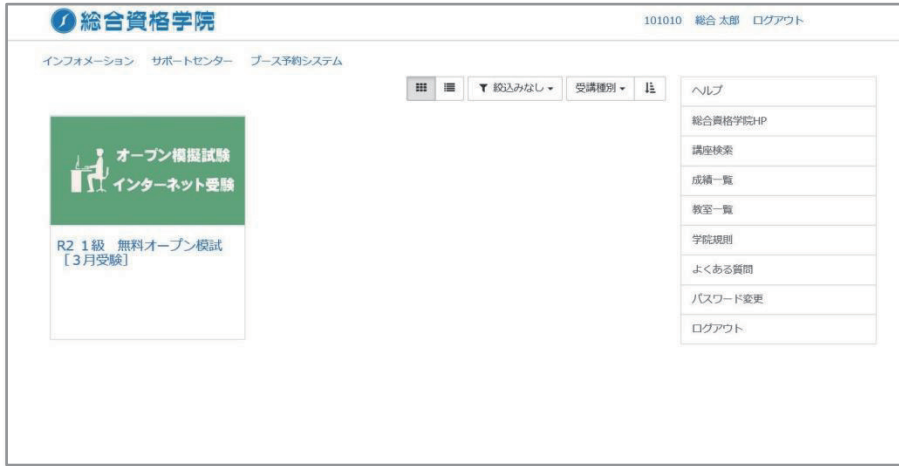 総合資格学院
101010 総合 太郎 ログアウト
インフォメーション サポートセンター ブース予約システム
絞込みなし 受講種別
オープン模擬試験
インターネット受験
R2 1級 無料オープン模試
[3月受験]
ヘルプ
総合資格学院HP
講座検索
成績一覧
教室一覧
学院規則
よくある質問
パスワード変更
ログアウト